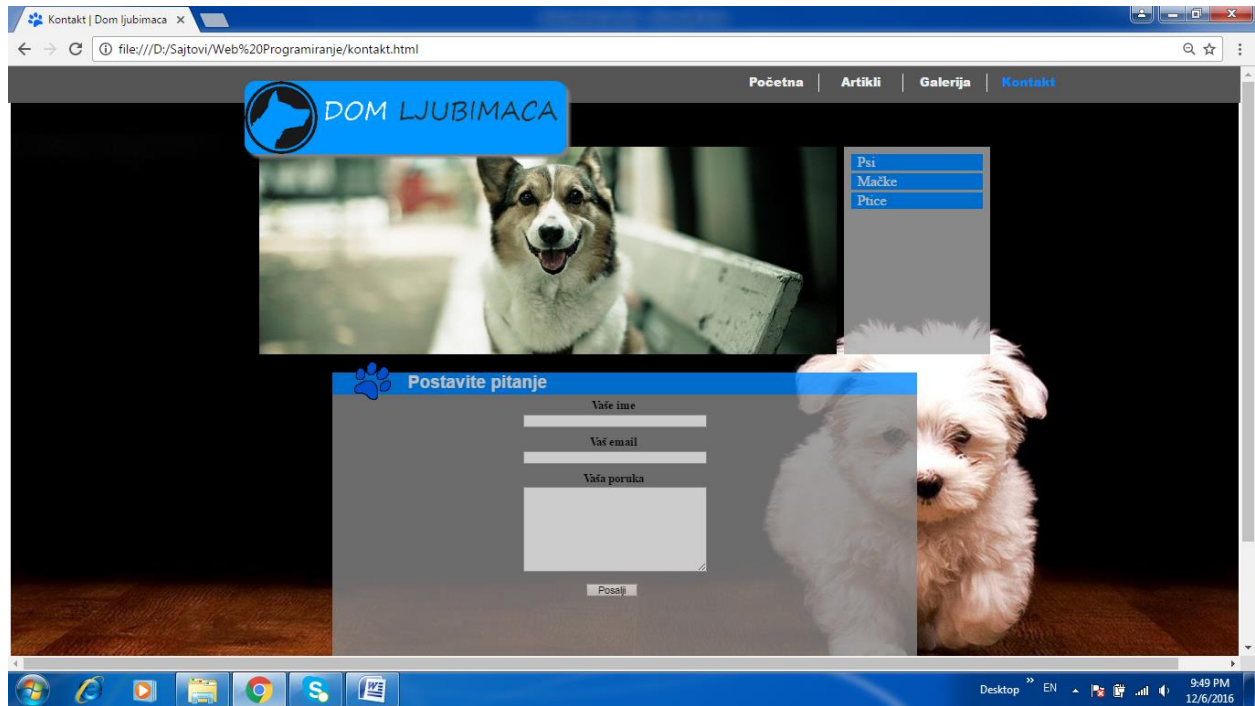 Kontakt | Dom ljubimaca
file:///D:/Sajtovi/Web%20Programiranje/kontakt.html
Početna Artikli Galerija Kontakt
DOM LJUBIMACA
Psi
Mačke
Ptice
Postavite pitanje
Vaše ime
Vaš email
Vaša poruka
Posalji
Desktop » EN 9:49 PM
12/6/2016